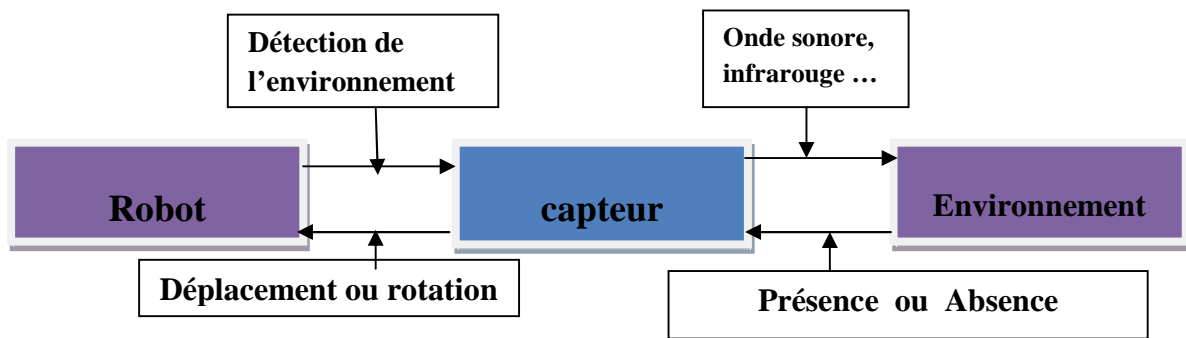 Détection de
l’environnement
Onde sonore,
infrarouge …
Robot
capteur
Environnement
Déplacement ou rotation
Présence ou Absence